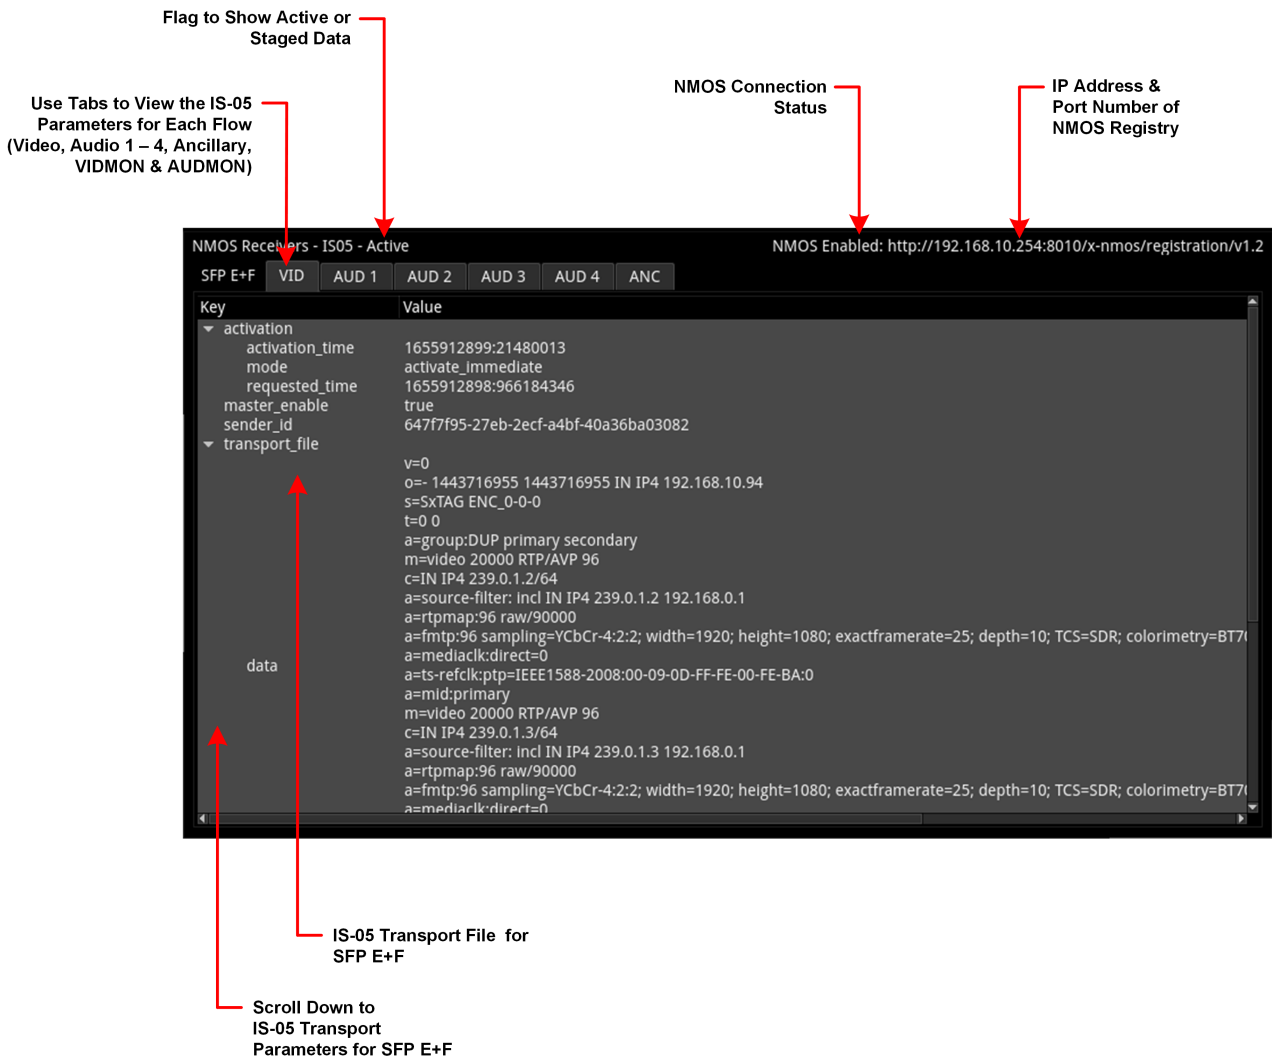 Flag to Show Active or
Staged Data
Use Tabs to View the IS-05
Parameters for Each Flow
(Video, Audio 1 – 4, Ancillary,
VIDMON & AUDMON)
NMOS Connection
Status
IP Address &
Port Number of
NMOS Registry
NMOS Receivers - IS05 - Active
NMOS Enabled: http://192.168.10.254:8010/x-nmos/registration/v1.2
SFP E+F VID AUD 1 AUD 2 AUD 3 AUD 4 ANC
Key Value
activation
activation_time 1655912899:21480013
mode activate_immediate
requested_time 1655912898:966184346
master_enable true
sender_id 647f7f95-27eb-2ecf-a4bf-40a36ba03082
transport_file
v=0
o=- 1443716955 1443716955 IN IP4 192.168.10.94
s=SxTAG ENC_0-0-0
t=0 0
a=group:DUP primary secondary
m=video 20000 RTP/AVP 96
c=IN IP4 239.0.1.2/64
a=source-filter: incl IN IP4 239.0.1.2 192.168.0.1
a=rtpmap:96 raw/90000
a=fmtp:96 sampling=YCbCr-4:2:2; width=1920; height=1080; exactframerate=25; depth=10; TCS=SDR; colorimetry=BT70
a=mediaclk:direct=0
data
a=ts-refclk:ptp=IEEE1588-2008:00-09-0D-FF-FE-00-FE-BA:0
a=mid:primary
m=video 20000 RTP/AVP 96
c=IN IP4 239.0.1.3/64
a=source-filter: incl IN IP4 239.0.1.3 192.168.0.1
a=rtpmap:96 raw/90000
a=fmtp:96 sampling=YCbCr-4:2:2; width=1920; height=1080; exactframerate=25; depth=10; TCS=SDR; colorimetry=BT70
a=mediaclk:direct=0
IS-05 Transport File for
SFP E+F
Scroll Down to
IS-05 Transport
Parameters for SFP E+F